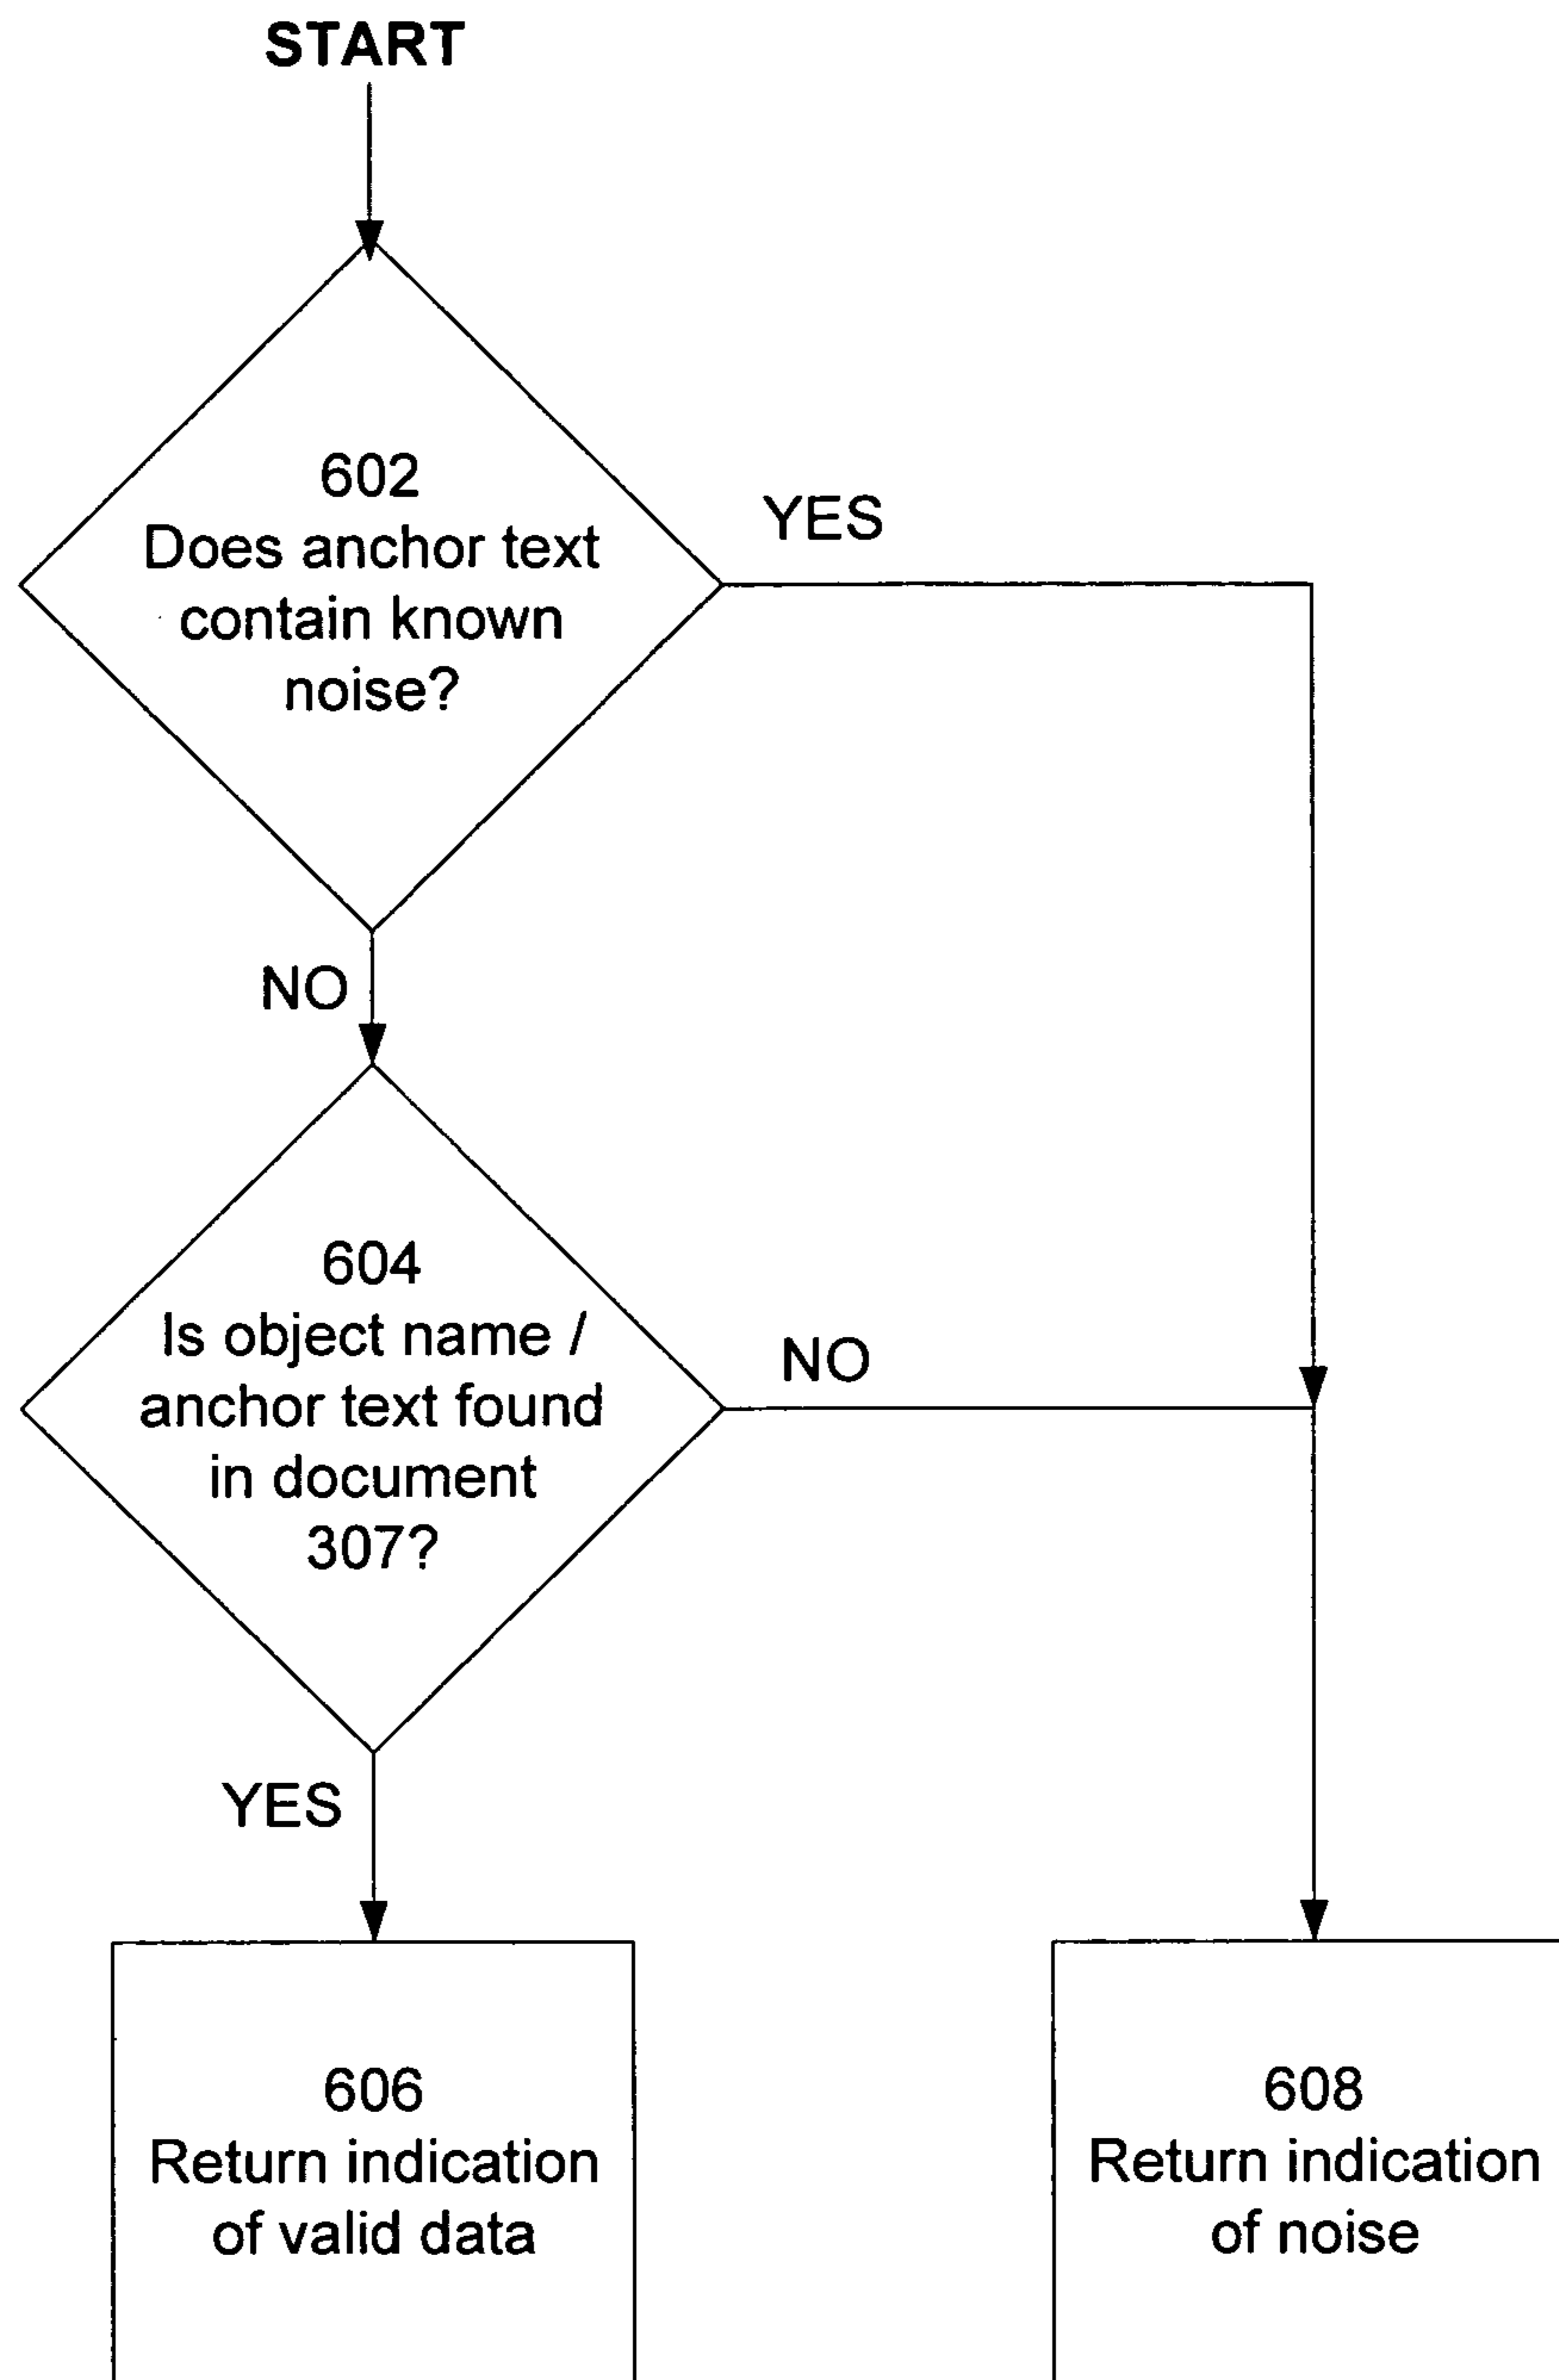 START
602
Does anchor text
contain known
noise?
YES
NO
604
Is object name /
anchor text found
in document
307?
NO
YES
606
Return indication
of valid data
608
Return indication
of noise